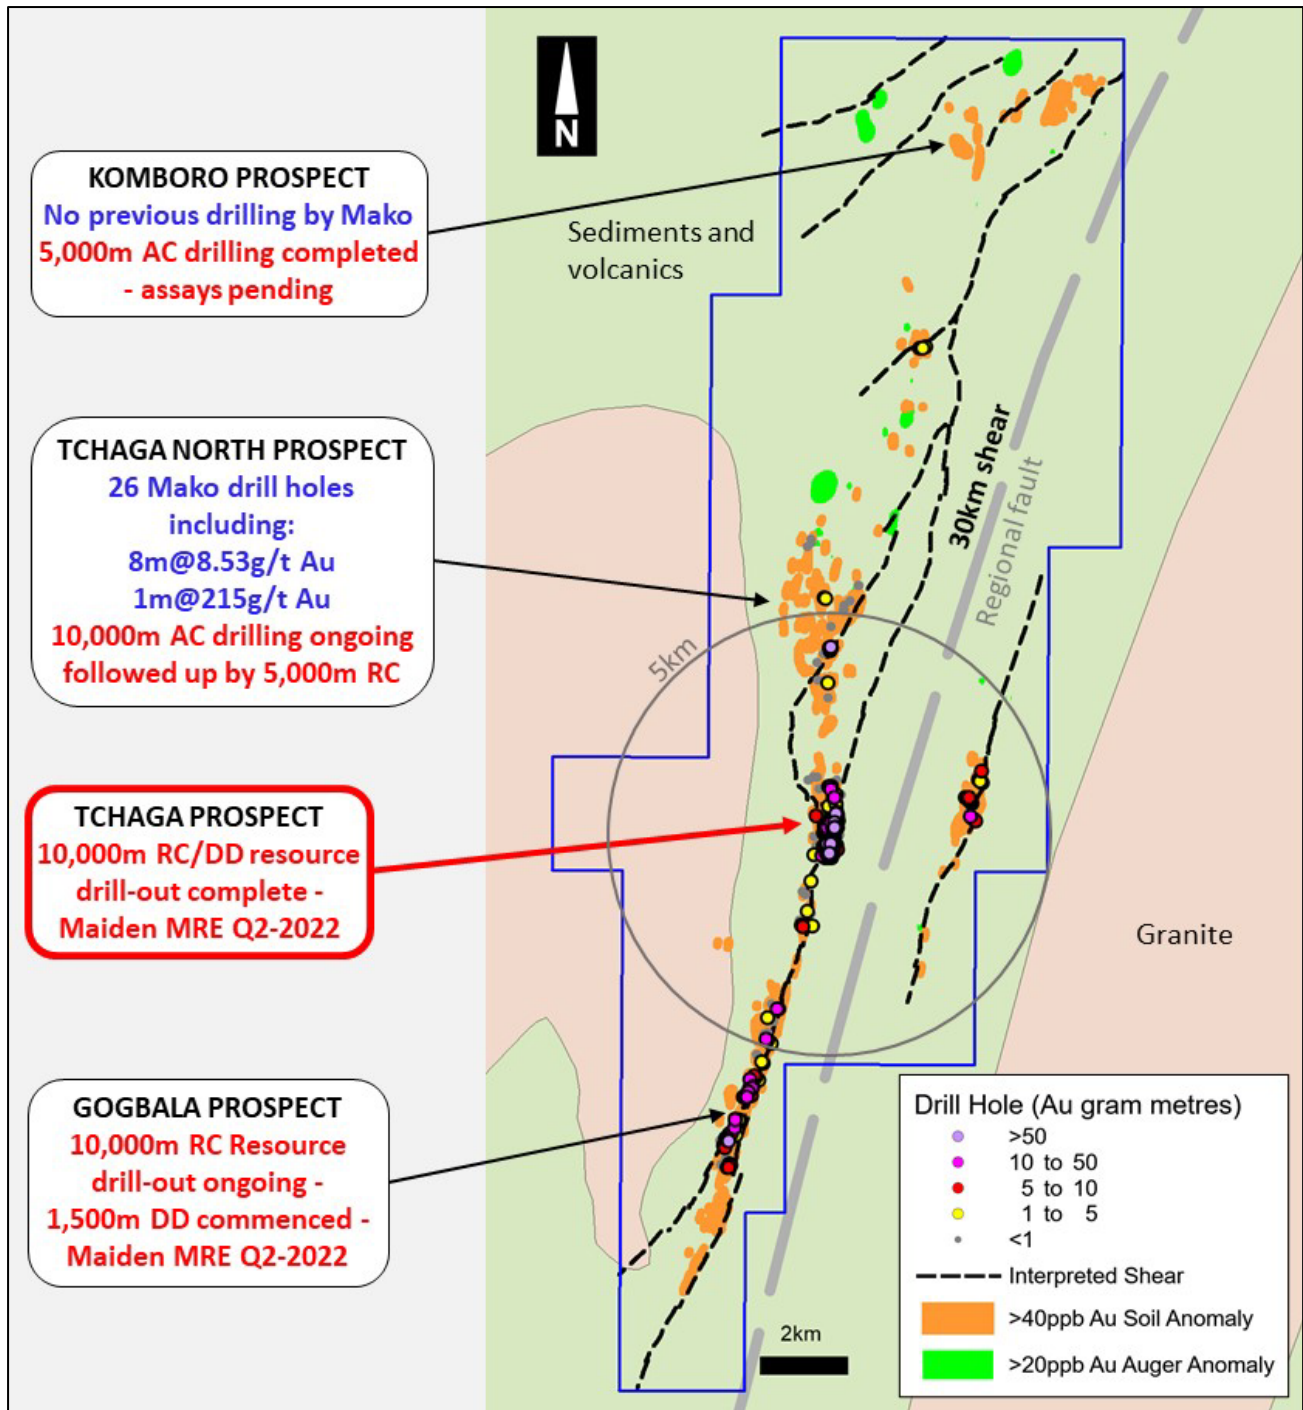 N
KOMBORO PROSPECT
No previous drilling by Mako
5,000m AC drilling completed
- assays pending
Sediments and
volcanics
TCHAGA NORTH PROSPECT
26 Mako drill holes
including:
8m@8.53g/t Au
1m@215g/t Au
10,000m AC drilling ongoing
followed up by 5,000m RC
30km shear
Regional fault
5km
TCHAGA PROSPECT
10,000m RC/DD resource
drill-out complete -
Maiden MRE Q2-2022
Granite
GOGBALA PROSPECT
10,000m RC Resource
drill-out ongoing -
1,500m DD commenced -
Maiden MRE Q2-2022
Drill Hole (Au gram metres)
>50
10 to 50
5 to 10
1 to 5
<1
Interpreted Shear
>40ppb Au Soil Anomaly
>20ppb Au Auger Anomaly
2km